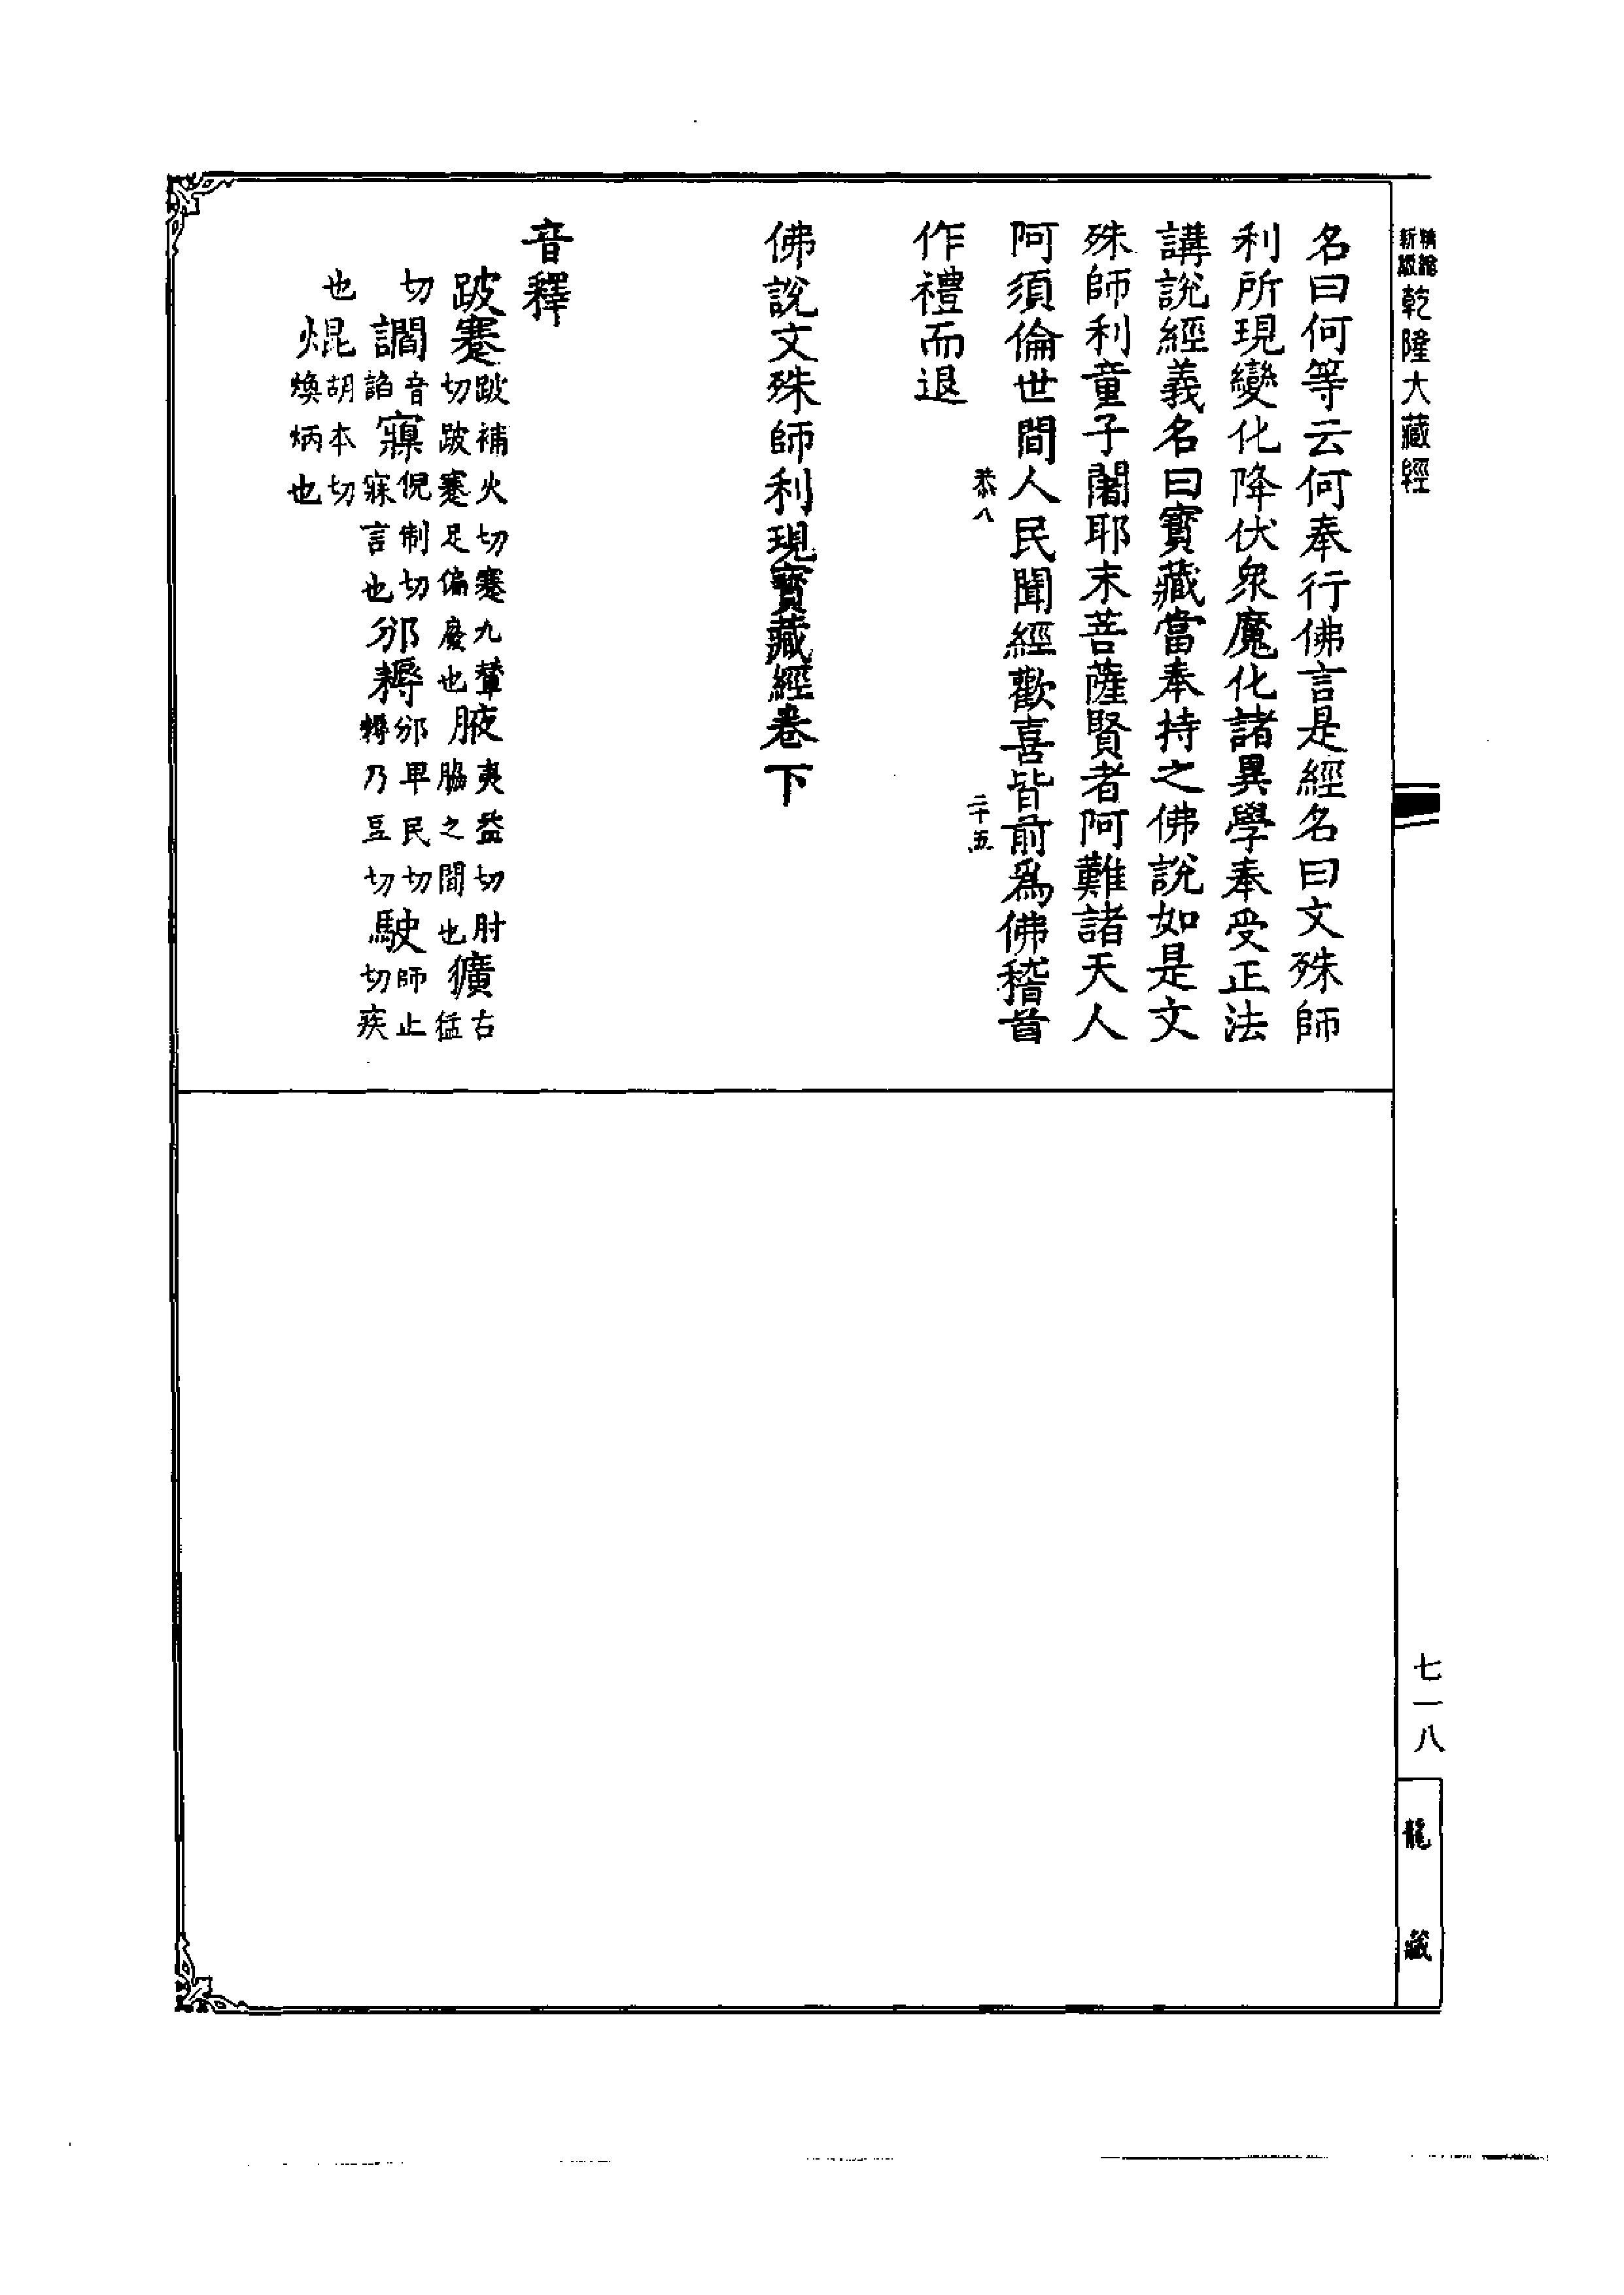 精縮
新版
乾隆大藏經
七一八
龍藏
名曰何等云何奉行佛言是經名曰文殊師
利所現變化降伏衆魔化諸異學奉受正法
講說經義名曰寶藏當奉持之佛說如是文
殊師利童子闍耶末菩薩賢者阿難諸天人
阿須倫世間人民聞經歡喜皆前爲佛稽首
恭八
二十五
作禮而退
佛說文殊師利現寶藏經卷下
音釋
跛蹇跛補火切蹇九輦切跛蹇足偏廢也腋夷益切肘脇之間也獷古猛
切讇音諂寱倪制切寐言也邠耨邠卑民切耨乃豆切駛師止切疾
也焜胡本切煥炳也